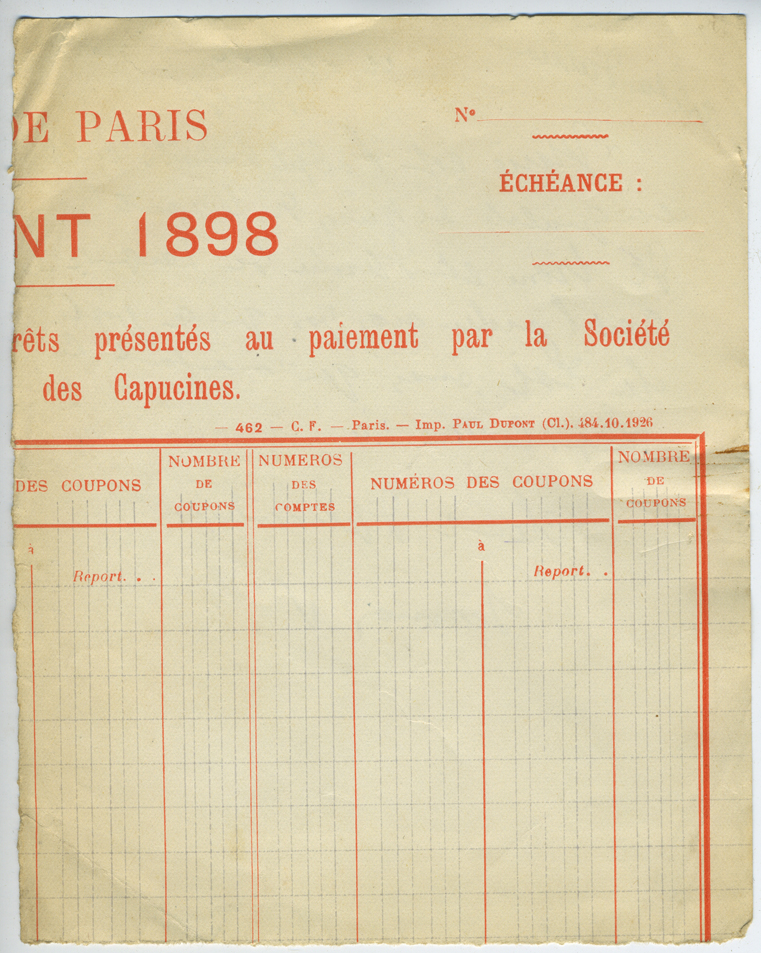 DE PARIS
N°
ÉCHÉANCE :
NT 1898
rêts présentés au paiement par la Société
des Capucines.
— 462 — C. F. — Paris. — Imp. PAUL DUPONT (Cl.). 484.10.1926
DES COUPONS
NOMBRE
DE
COUPONS
NUMEROS
DES
COMPTES
NUMÉROS DES COUPONS
NOMBRE
DE
COUPONS
à
Report. . .
à
Report. . .